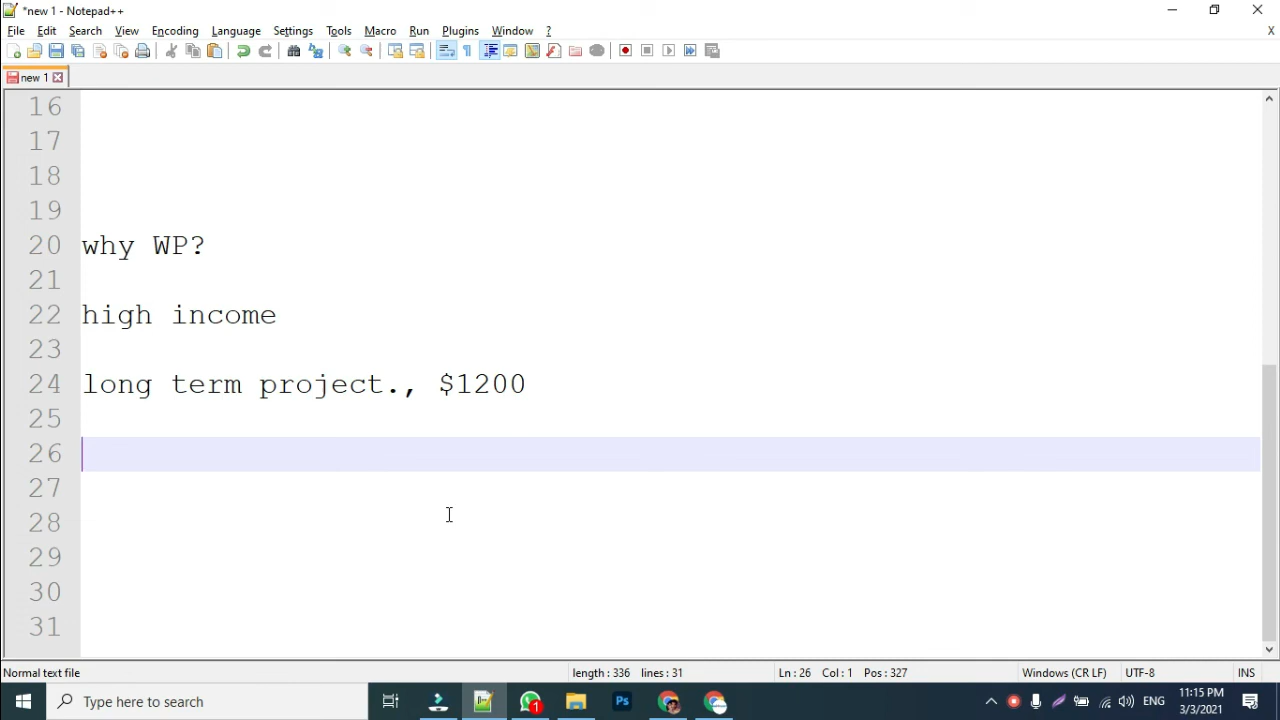 *new 1 - Notepad++
File Edit Search View Encoding Language Settings Tools Macro Run Plugins Window ? X
new 1
16
17
18
19
20 why WP?
21
22 high income
23
24 long term project., $1200
25
26
27
28
29
30
31
Normal text file length : 336 lines : 31 Ln : 26 Col : 1 Pos : 327 Windows (CR LF) UTF-8 INS
Type here to search 1 Ps ENG 11:15 PM
3/3/2021